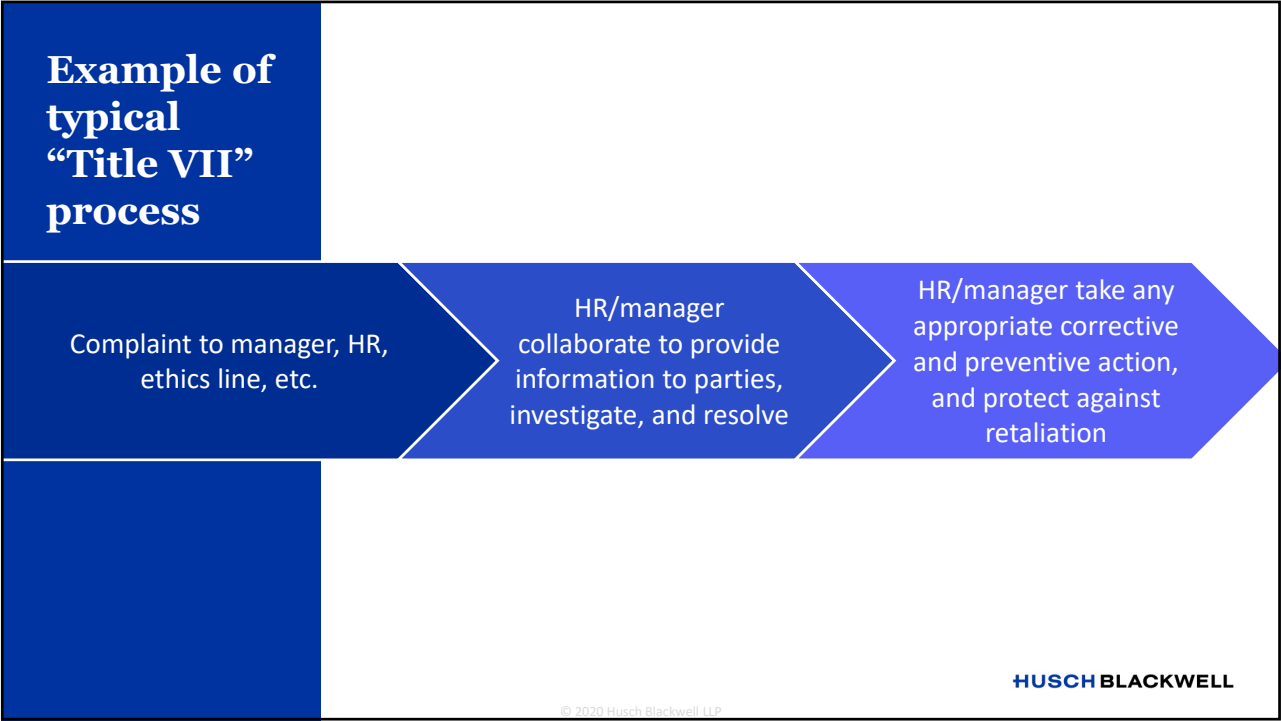 Example of
typical
“Title VII”
process
Complaint to manager, HR,
ethics line, etc.
HR/manager
collaborate to provide
information to parties,
investigate, and resolve
HR/manager take any
appropriate corrective
and preventive action,
and protect against
retaliation
HUSCH BLACKWELL
© 2020 Husch Blackwell LLP